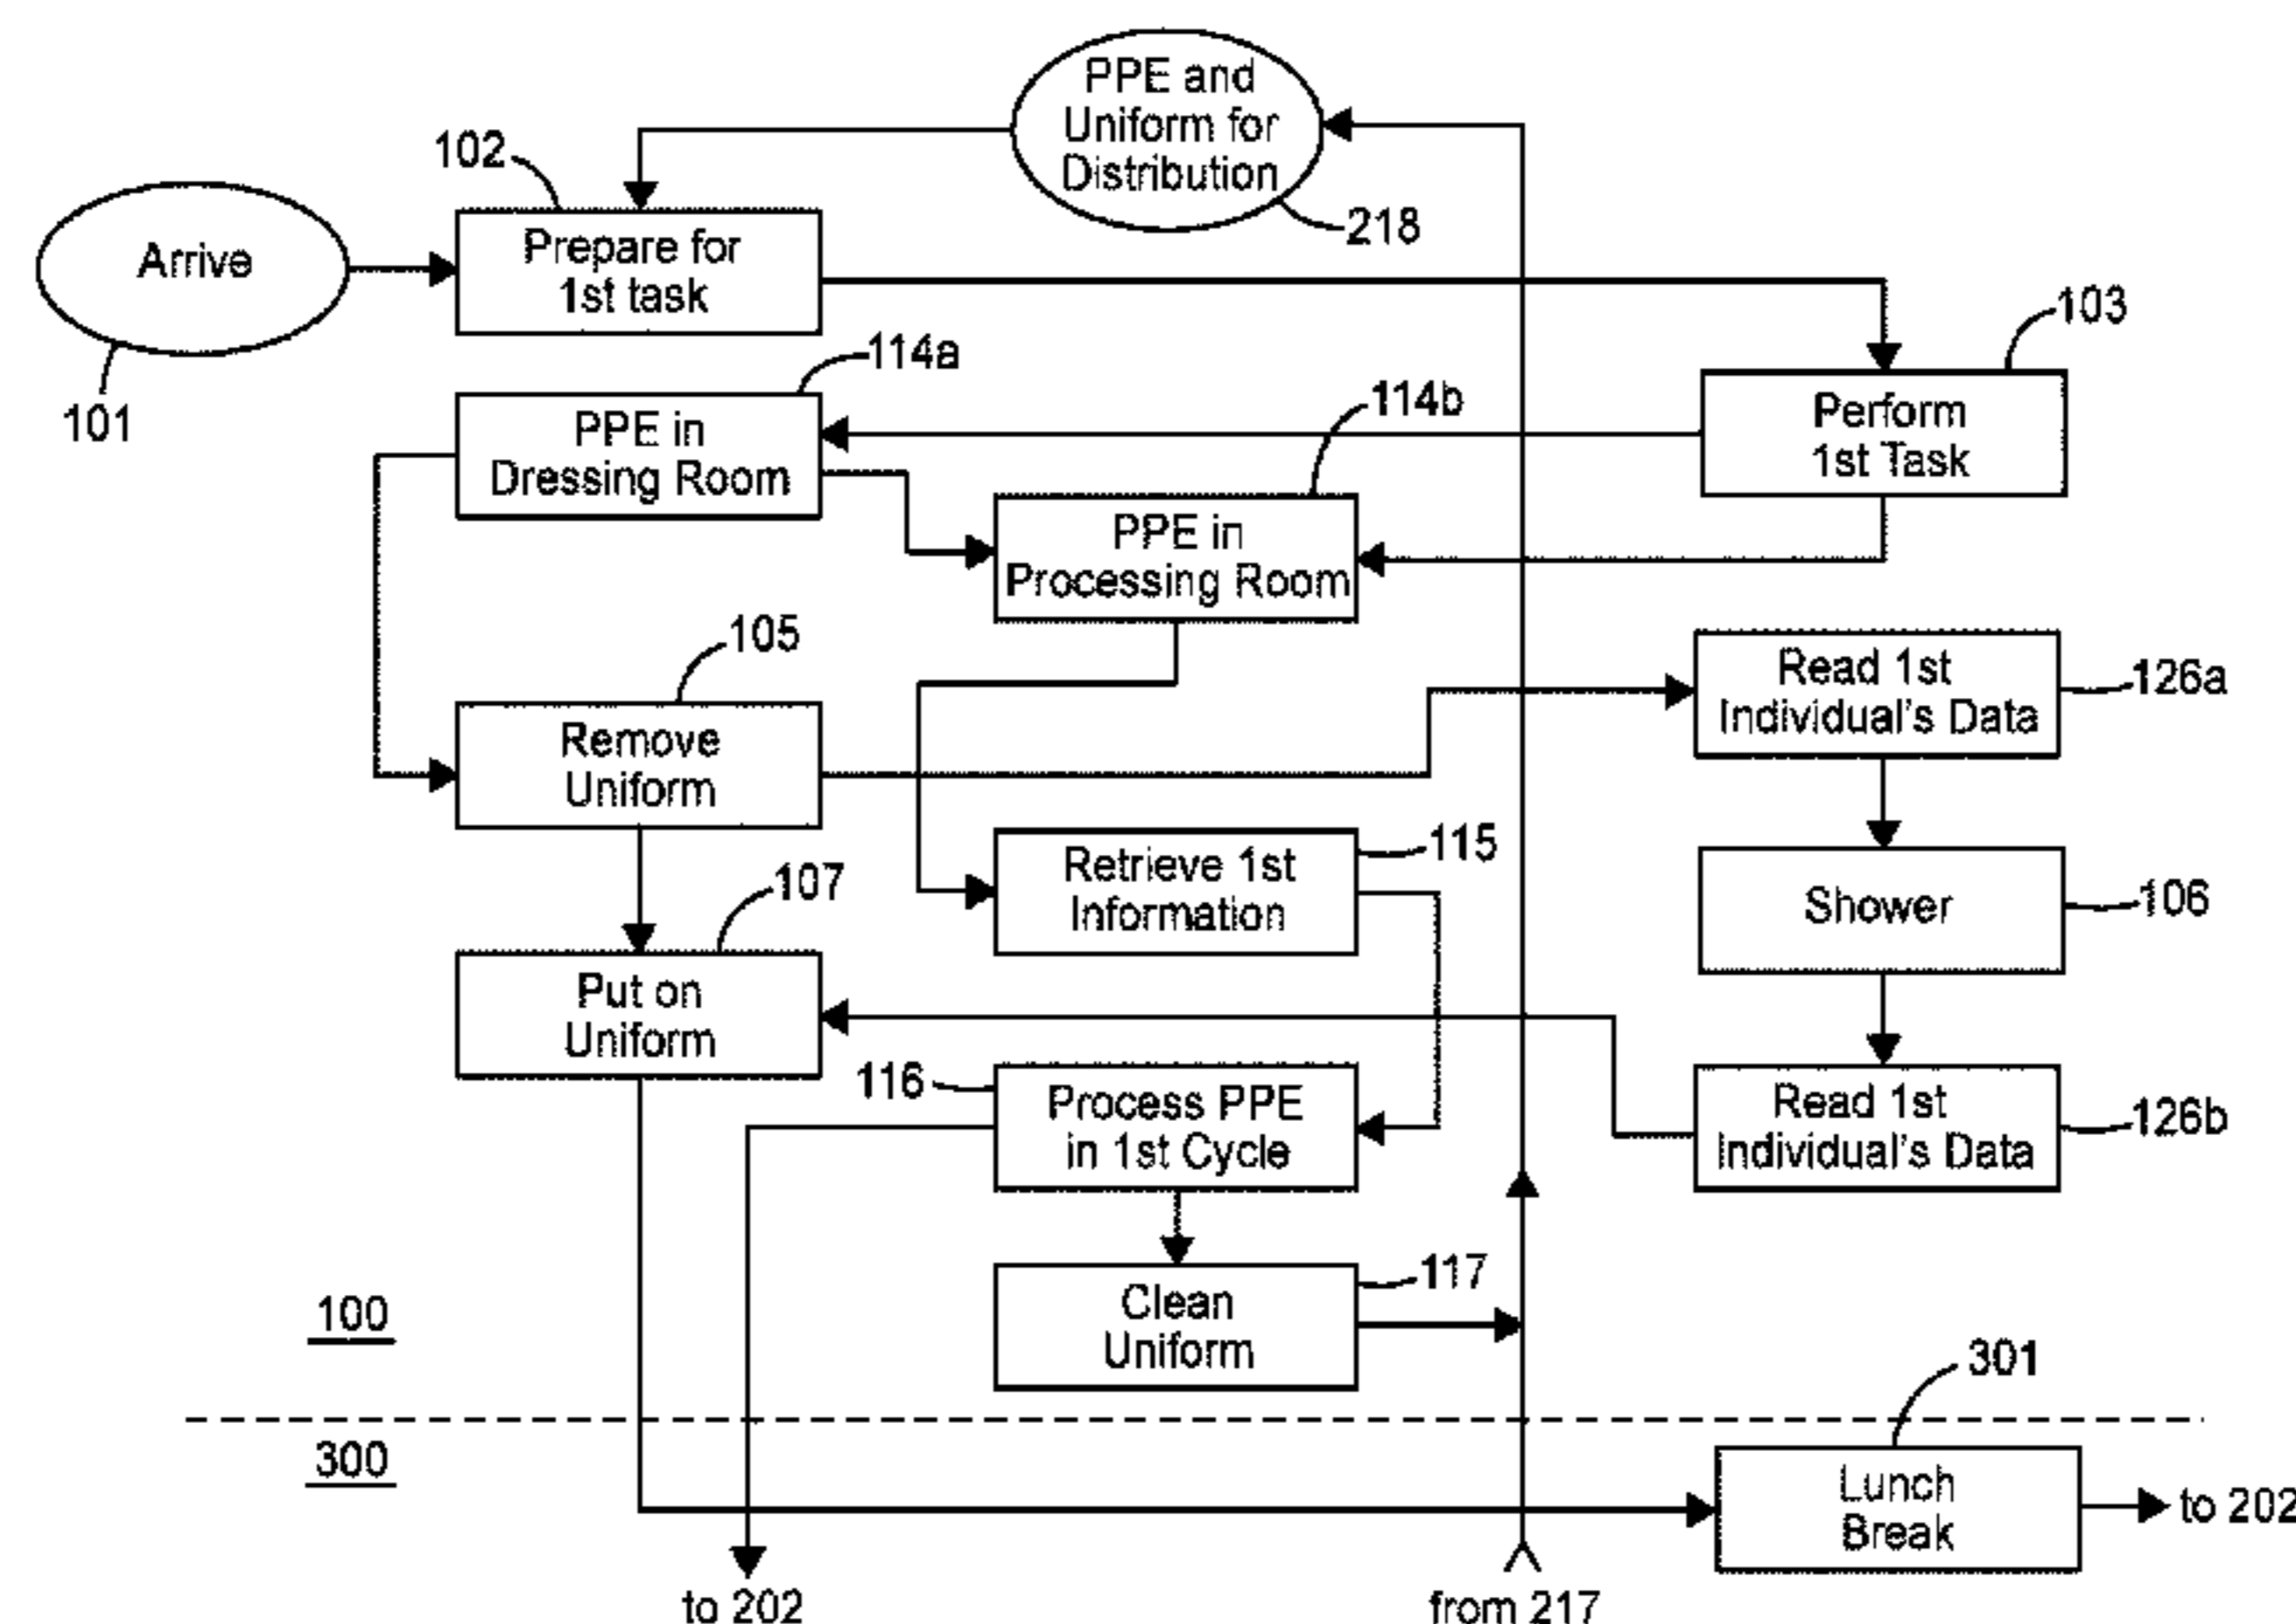 PPE and
Uniform for
Distribution
218
102
Arrive
101
Prepare for
1st task
103
Perform
1st Task
114a
PPE in
Dressing Room
114b
PPE in
Processing Room
105
Remove
Uniform
Read 1st
Individual's Data
126a
115
Retrieve 1st
Information
107
Put on
Uniform
Shower
106
116
Process PPE
in 1st Cycle
Read 1st
Individual's Data
126b
117
Clean
Uniform
100
301
300
Lunch
Break
to 202
to 202
from 217